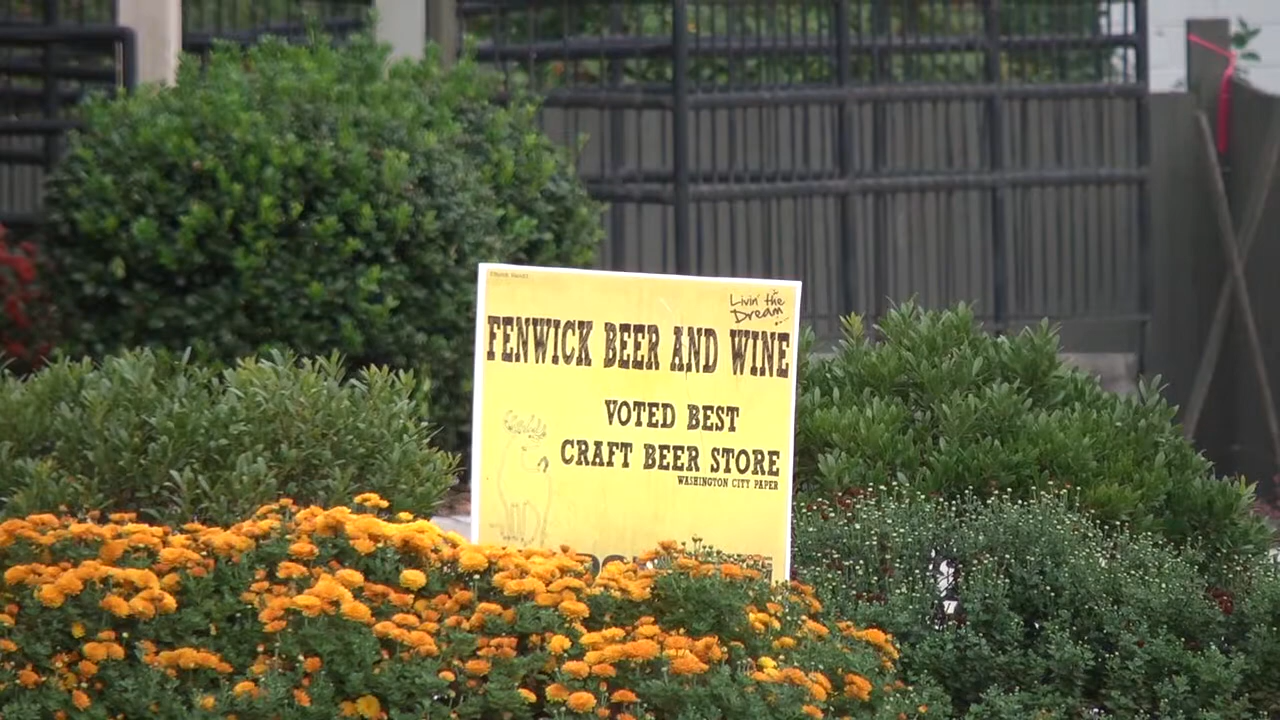 Livin' the
Dream
FENWICK BEER AND WINE
VOTED BEST
CRAFT BEER STORE
WASHINGTON CITY PAPER